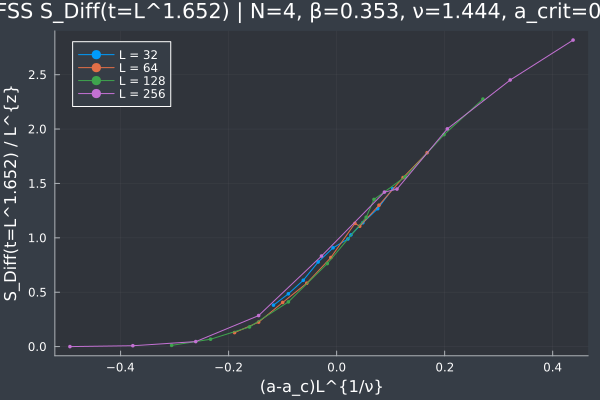 FSS S_Diff(t=L^1.652) | N=4, β=0.353, ν=1.444, a_crit=0
S_Diff(t=L^1.652) / L^{z}
L = 32
L = 64
L = 128
L = 256
2.5
2.0
1.5
1.0
0.5
0.0
−0.4 −0.2 0.0 0.2 0.4
(a-a_c)L^{1/ν}